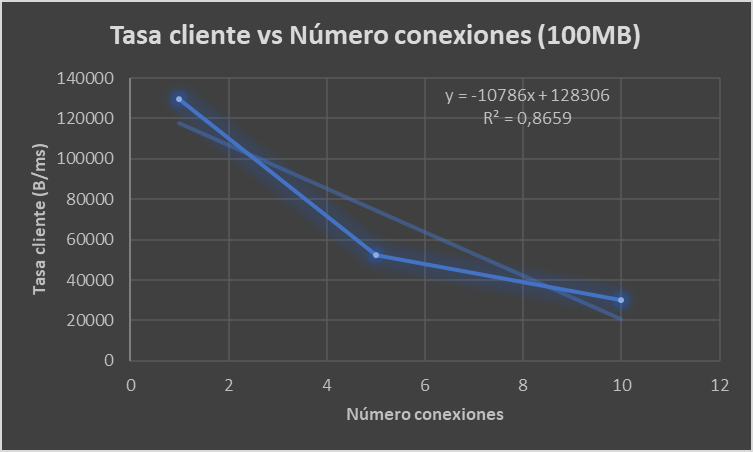 Tasa cliente vs Número conexiones (100MB)
y = -10786x + 128306
R² = 0,8659
Tasa cliente (B/ms)
140000
120000
100000
80000
60000
40000
20000
0
0 2 4 6 8 10 12
Número conexiones